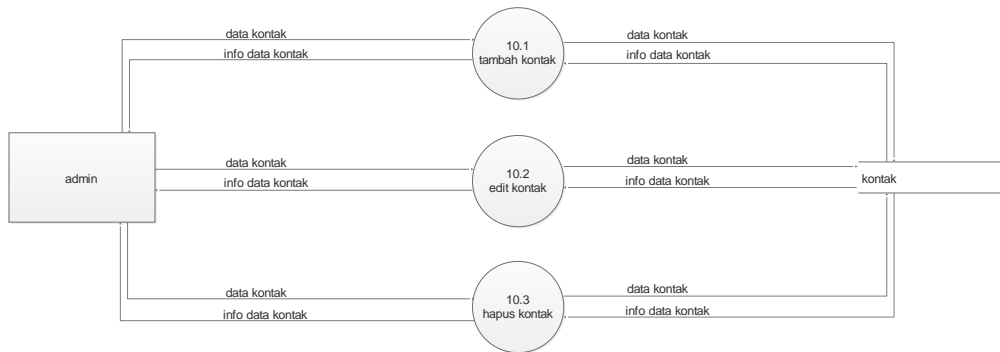 data kontak
info data kontak
10.1
tambah kontak
data kontak
info data kontak
admin
data kontak
info data kontak
10.2
edit kontak
data kontak
info data kontak
kontak
data kontak
info data kontak
10.3
hapus kontak
data kontak
info data kontak